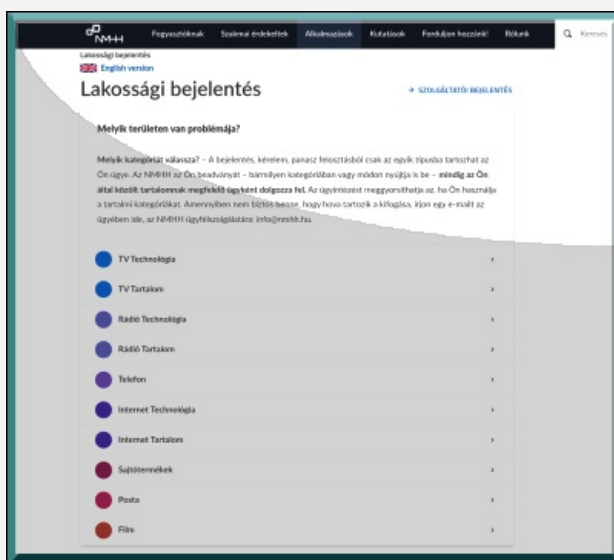 NMHH
Fogyasztóknak Szakmai érdekeltek Alkalmazások Kutatások Forduljon hozzánk! Rólunk Keresés
Lakossági bejelentés
English version
Lakossági bejelentés
→ SZOLGÁLTATÓI BEJELENTÉS
Melyik területen van problémája?
Melyik kategóriát válassza? – A bejelentés, kérelem, panasz felosztásból csak az egyik típusba tartozhat az
Ön ügye. Az NMHH az Ön beadványát – bármilyen kategóriában vagy módon nyújtja is be – mindig az Ön
által közölt tartalomnak megfelelő ügyként dolgozza fel. Az ügyintézést meggyorsíthatja az, ha Ön használja
a tartalmi kategóriákat. Amennyiben nem biztos benne, hogy hova tartozik a kifogása, írjon egy e-mailt az
ügyében ide, az NMHH ügyfélszolgálatára: info@nmhh.hu.
TV Technológia ›
TV Tartalom ›
Rádió Technológia ›
Rádió Tartalom ›
Telefon ›
Internet Technológia ›
Internet Tartalom ›
Sajtótermékek ›
Posta ›
Film ›